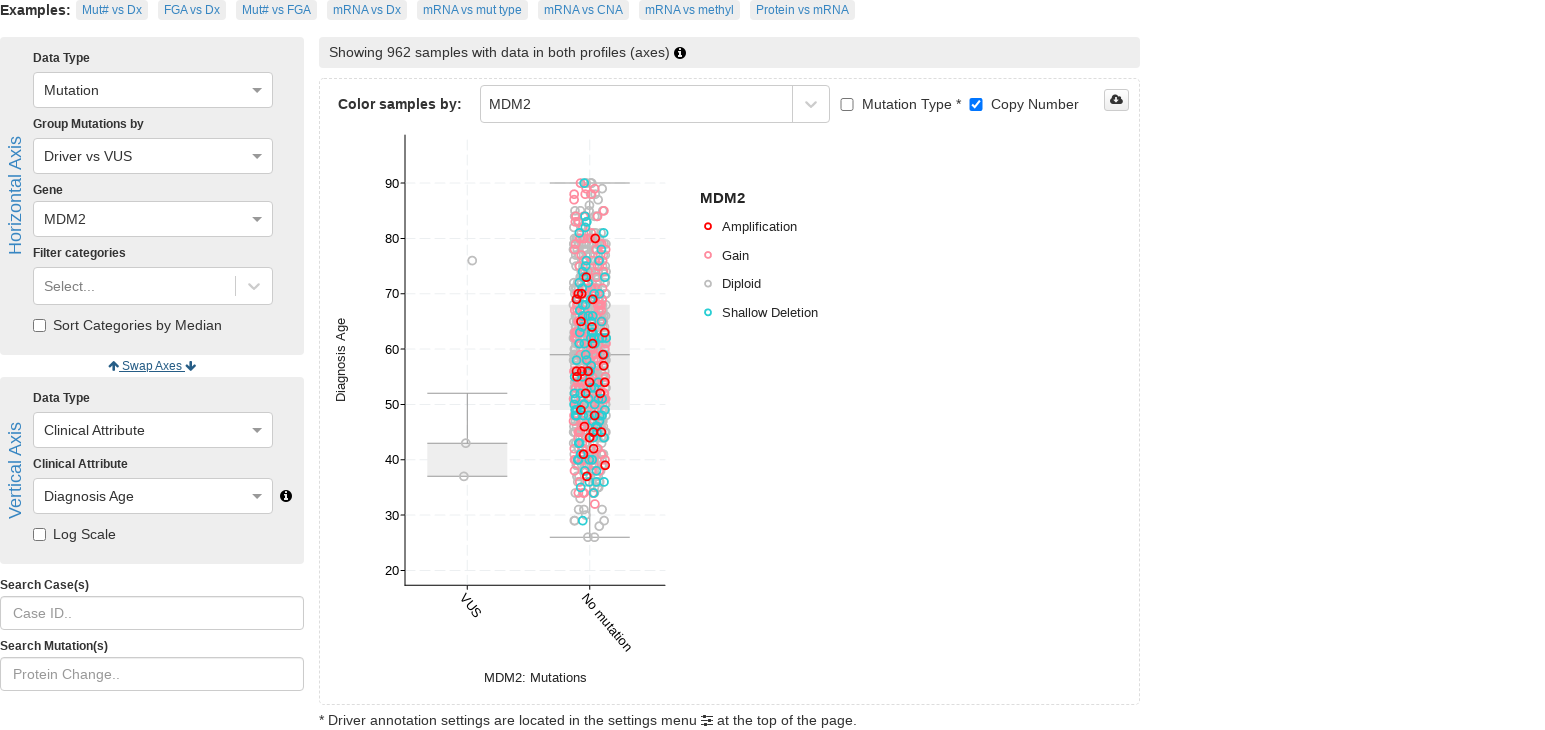 Examples: Mut# vs Dx FGA vs Dx Mut# vs FGA mRNA vs Dx mRNA vs mut type mRNA vs CNA mRNA vs methyl Protein vs mRNA
Horizontal Axis
Data Type
Mutation
Group Mutations by
Driver vs VUS
Gene
MDM2
Filter categories
Select...
Sort Categories by Median
Swap Axes
Vertical Axis
Data Type
Clinical Attribute
Clinical Attribute
Diagnosis Age
Log Scale
Search Case(s)
Case ID..
Search Mutation(s)
Protein Change..
Showing 962 samples with data in both profiles (axes)
Color samples by: MDM2 Mutation Type * Copy Number
Diagnosis Age
90
80
70
60
50
40
30
20
VUS
No mutation
MDM2: Mutations
MDM2
Amplification
Gain
Diploid
Shallow Deletion
* Driver annotation settings are located in the settings menu at the top of the page.